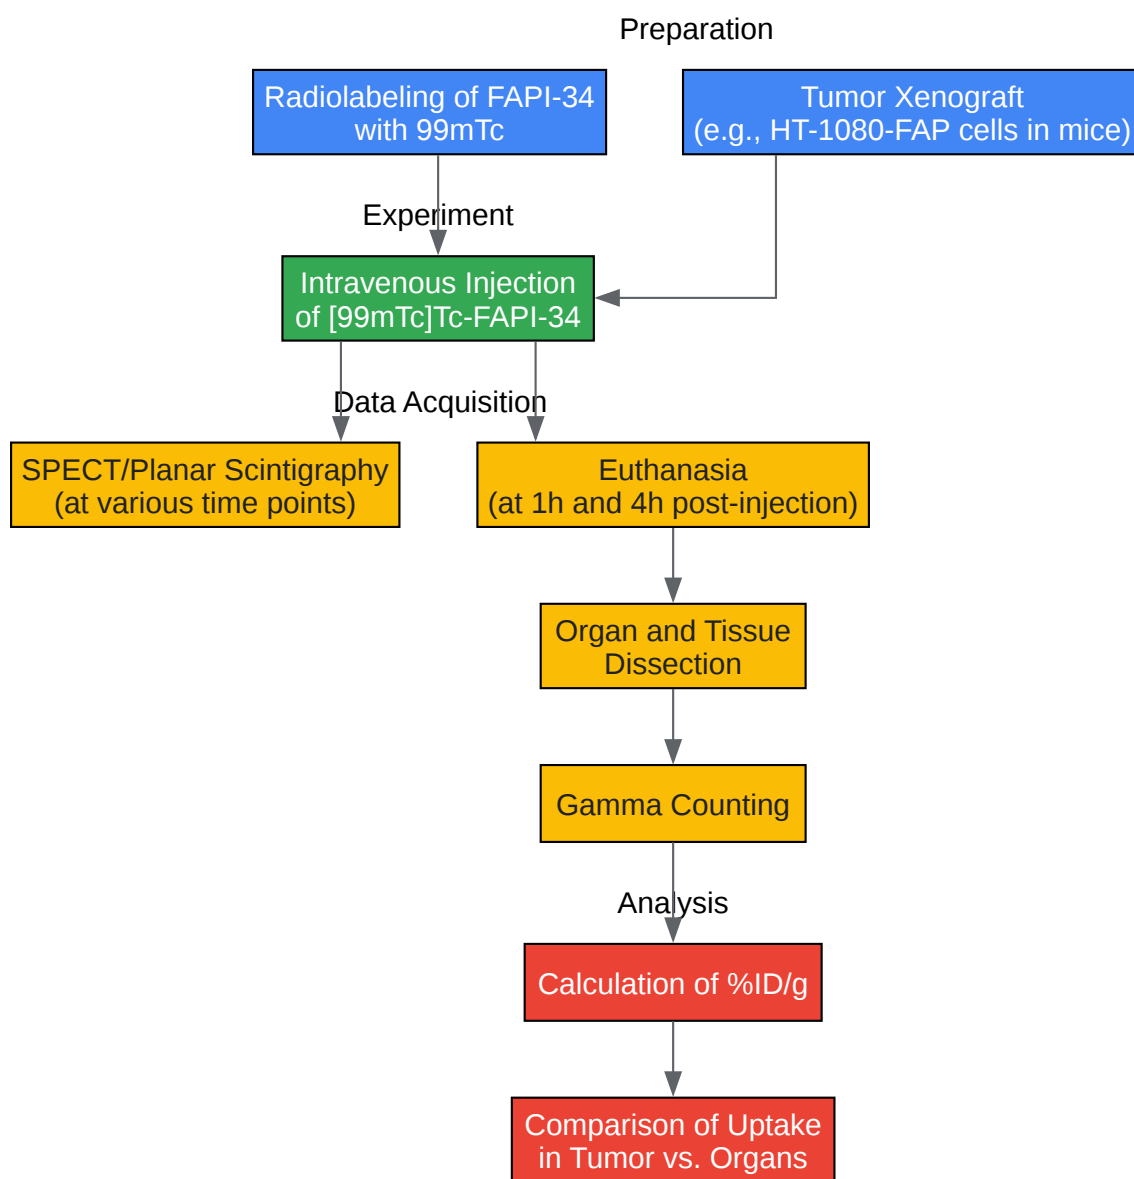 Preparation
Radiolabeling of FAPI-34
with 99mTc
Tumor Xenograft
(e.g., HT-1080-FAP cells in mice)
Experiment
Intravenous Injection
of [99mTc]Tc-FAPI-34
Data Acquisition
SPECT/Planar Scintigraphy
(at various time points)
Euthanasia
(at 1h and 4h post-injection)
Organ and Tissue
Dissection
Gamma Counting
Analysis
Calculation of %ID/g
Comparison of Uptake
in Tumor vs. Organs